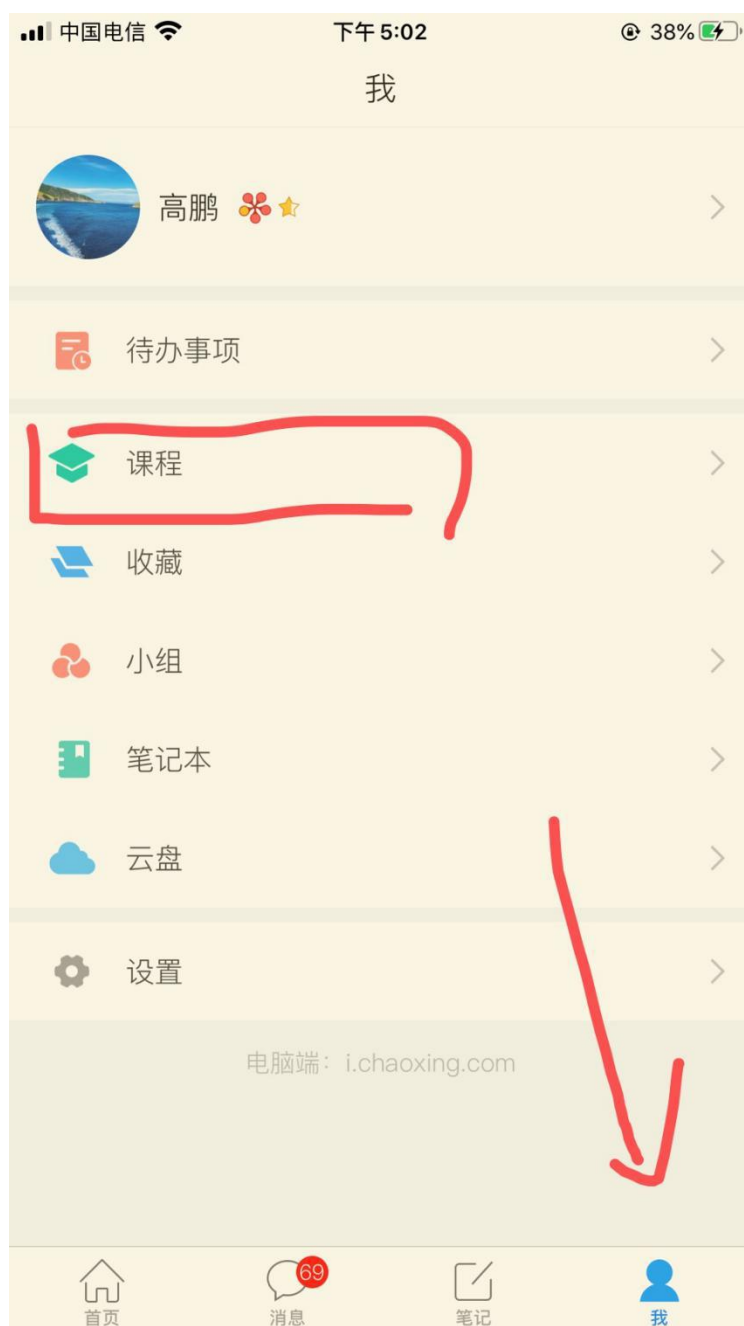 中国电信 下午 5:02 38%
我
高鹏
待办事项
课程
收藏
小组
笔记本
云盘
设置
电脑端：i.chaoxing.com
69
首页 消息 笔记 我